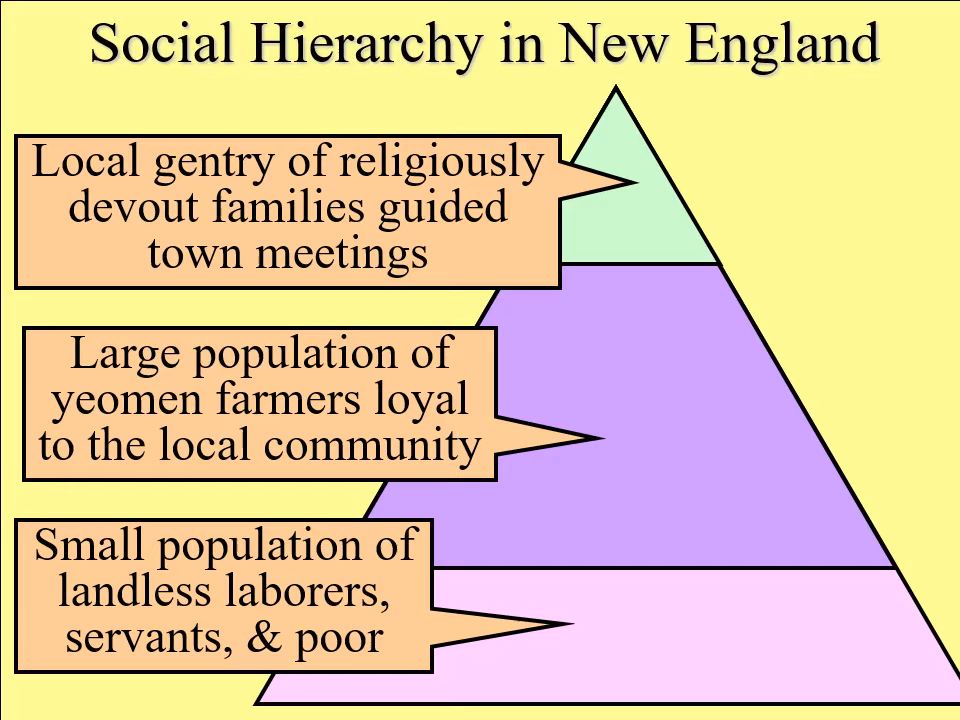 Social Hierarchy in New England
Local gentry of religiously
devout families guided
town meetings
Large population of
yeomen farmers loyal
to the local community
Small population of
landless laborers,
servants, & poor